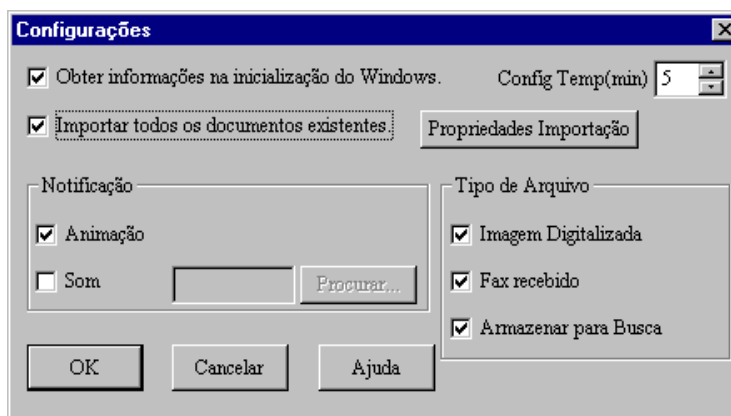 Configurações
Obter informações na inicialização do Windows. Config Temp(min) 5
Importar todos os documentos existentes. Propriedades Importação
Notificação
Animação
Som Procurar...
Tipo de Arquivo
Imagem Digitalizada
Fax recebido
Armazenar para Busca
OK Cancelar Ajuda